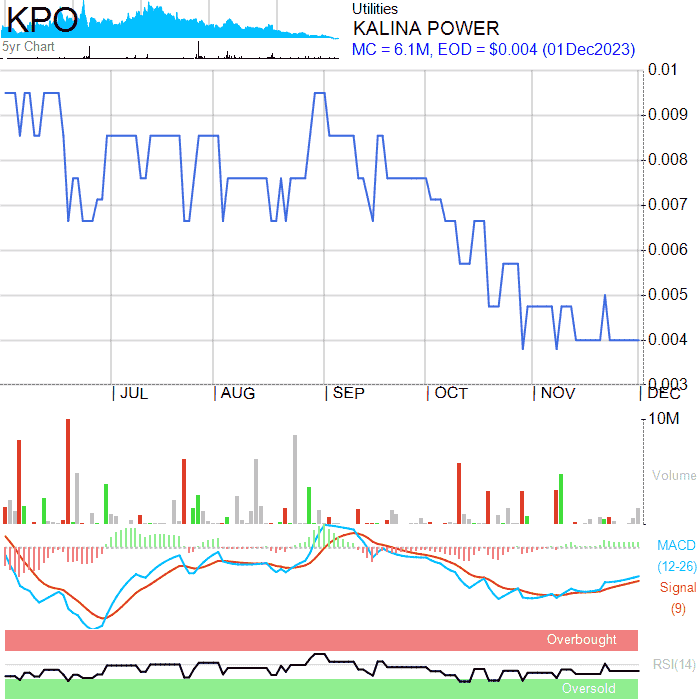 KPO
5yr Chart
Utilities
KALINA POWER
MC = 6.1M, EOD = $0.004 (01Dec2023)
0.01
0.009
0.008
0.007
0.006
0.005
0.004
0.003
JUL AUG SEP OCT NOV DEC
10M
Volume
MACD
(12-26)
Signal
(9)
Overbought
RSI(14)
Oversold